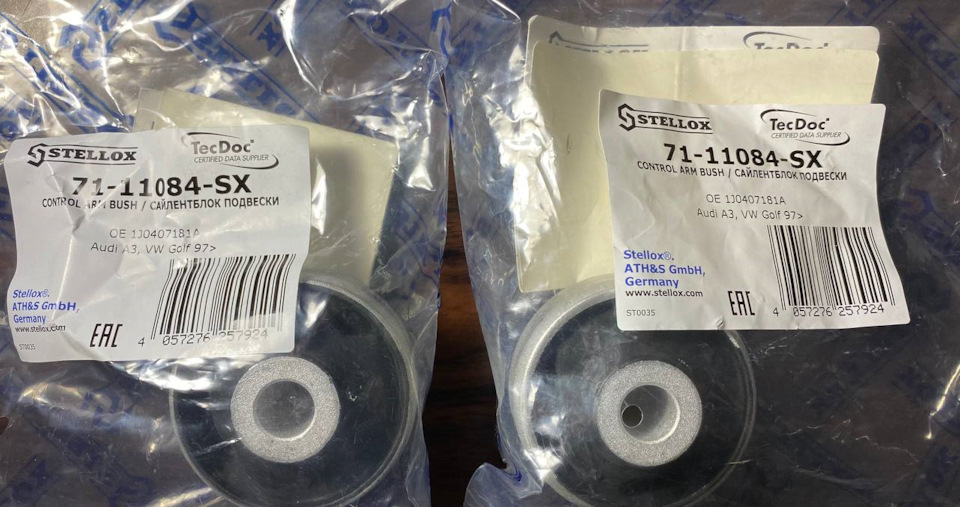 STELLOX
TecDoc
CERTIFIED DATA SUPPLIER
71-11084-SX
CONTROL ARM BUSH / САЙЛЕНТБЛОК ПОДВЕСКИ
OE 1J0407181A
Audi A3, VW Golf 97>
Stellox®.
ATH&S GmbH,
Germany
www.stellox.com
ST0035
EAC
4 057276 257924
STELLOX
TecDoc
STELLOX
TecDoc
CERTIFIED DATA SUPPLIER
71-11084-SX
CONTROL ARM BUSH / САЙЛЕНТБЛОК ПОДВЕСКИ
OE 1J0407181A
Audi A3, VW Golf 97>
Stellox®.
ATH&S GmbH,
Germany
www.stellox.com
ST0035
EAC
4 057276 257924